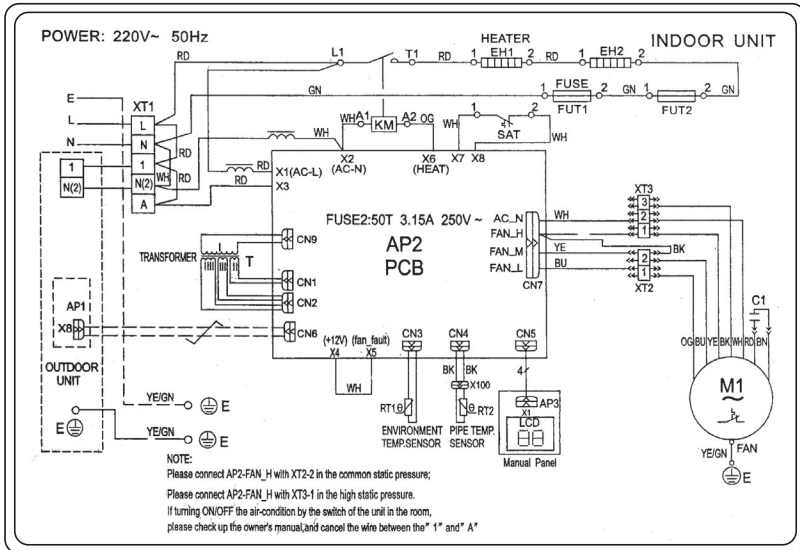 POWER: 220V~ 50Hz
INDOOR UNIT
HEATER
RD
L1
T1
RD
1
EH1
2
RD
1
EH2
2
GN
1
FUSE
2
FUT1
GN
1
2
GN
FUT2
E
XT1
L
L
N
N
RD
1
1
WH
RD
N(2)
N(2)
A
WH
WH
A1
KM
A2
OG
WH
1
2
SAT
WH
RD
RD
X2
(AC-N)
X6
(HEAT)
X7
X8
X1(AC-L)
X3
FUSE2:50T 3.15A 250V~
AP2
PCB
AC_N
FAN_H
FAN_M
FAN_L
CN7
WH
YE
BU
XT3
3
2
1
BK
2
1
XT2
TRANSFORMER
T
CN9
CN1
CN2
CN6
AP1
X6
OUTDOOR
UNIT
E
(+12V)
(fan_fault)
X4
X5
WH
CN3
CN4
CN5
BK
BK
X100
4
RT1
θ
θ
RT2
AP3
X1
LCD
ENVIRONMENT
TEMP.SENSOR
PIPE TEMP.
SENSOR
Manual Panel
C1
OG
BU
YE
BK
WH
RD
BN
M1
FAN
YE/GN
E
YE/GN
E
YE/GN
E
NOTE:
Please connect AP2-FAN_H with XT2-2 in the common static pressure;
Please connect AP2-FAN_H with XT3-1 in the high static pressure.
If turning ON/OFF the air-condition by the switch of the unit in the room,
please check up the owner's manual,and cancel the wire between the" 1" and" A"